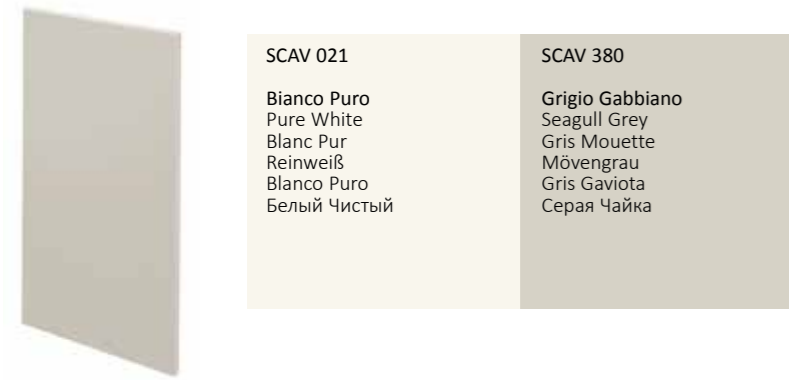 SCAV 021
Bianco Puro
Pure White
Blanc Pur
Reinweiß
Blanco Puro
Белый Чистый
SCAV 380
Grigio Gabbiano
Seagull Grey
Gris Mouette
Mövengrau
Gris Gaviota
Серая Чайка